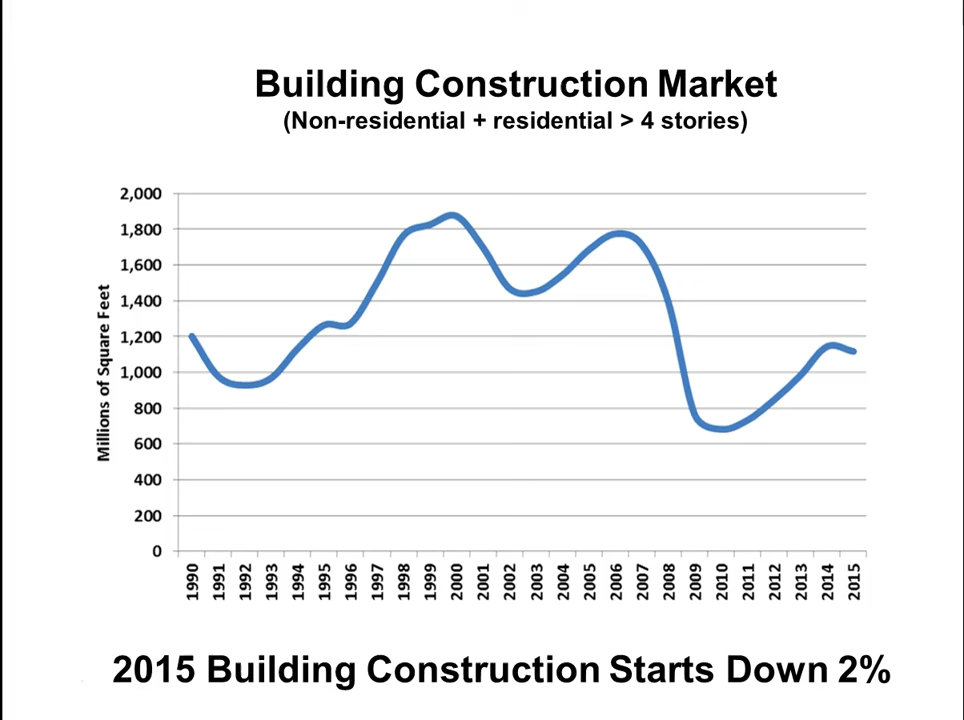 Building Construction Market
(Non-residential + residential > 4 stories)
Millions of Square Feet
2,000
1,800
1,600
1,400
1,200
1,000
800
600
400
200
0
1990 1991 1992 1993 1994 1995 1996 1997 1998 1999 2000 2001 2002 2003 2004 2005 2006 2007 2008 2009 2010 2011 2012 2013 2014 2015
2015 Building Construction Starts Down 2%